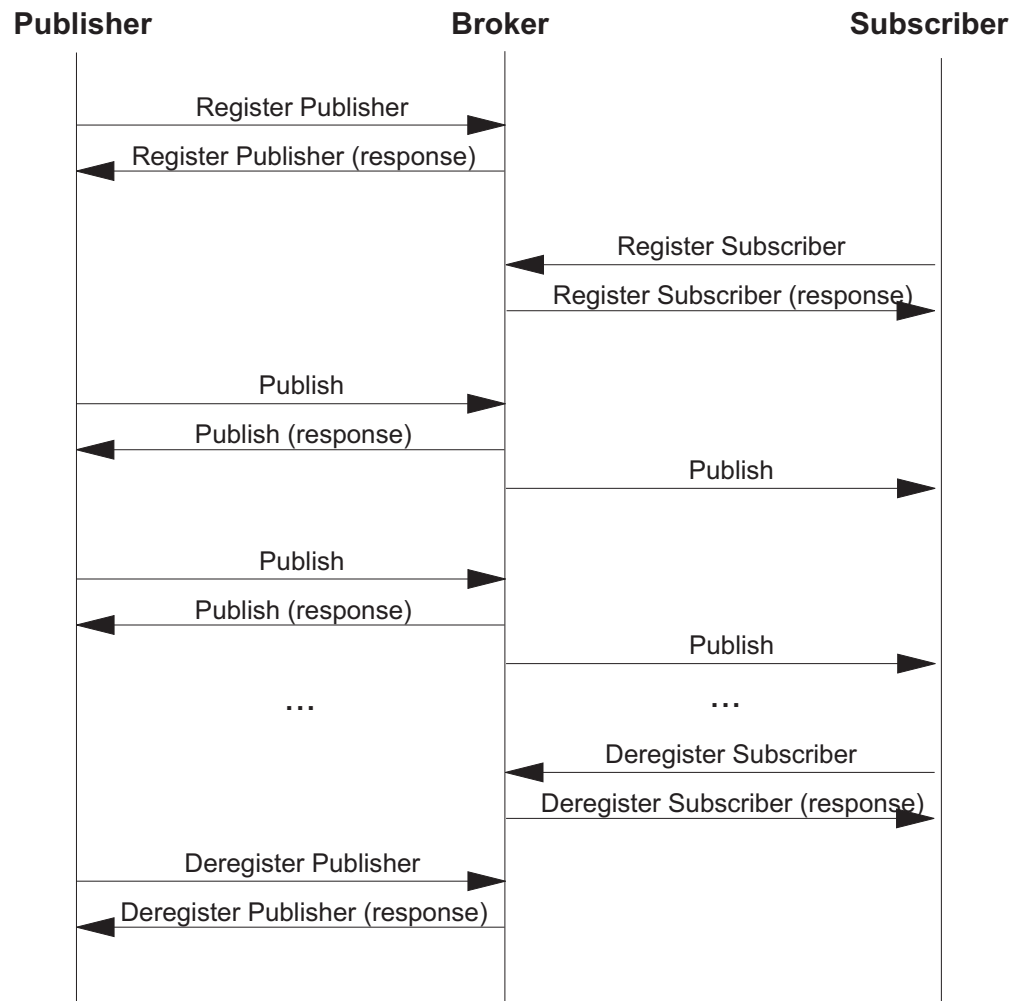 Publisher
Broker
Subscriber
Register Publisher
Register Publisher (response)
Register Subscriber
Register Subscriber (response)
Publish
Publish (response)
Publish
Publish
Publish (response)
Publish
...
...
Deregister Subscriber
Deregister Subscriber (response)
Deregister Publisher
Deregister Publisher (response)